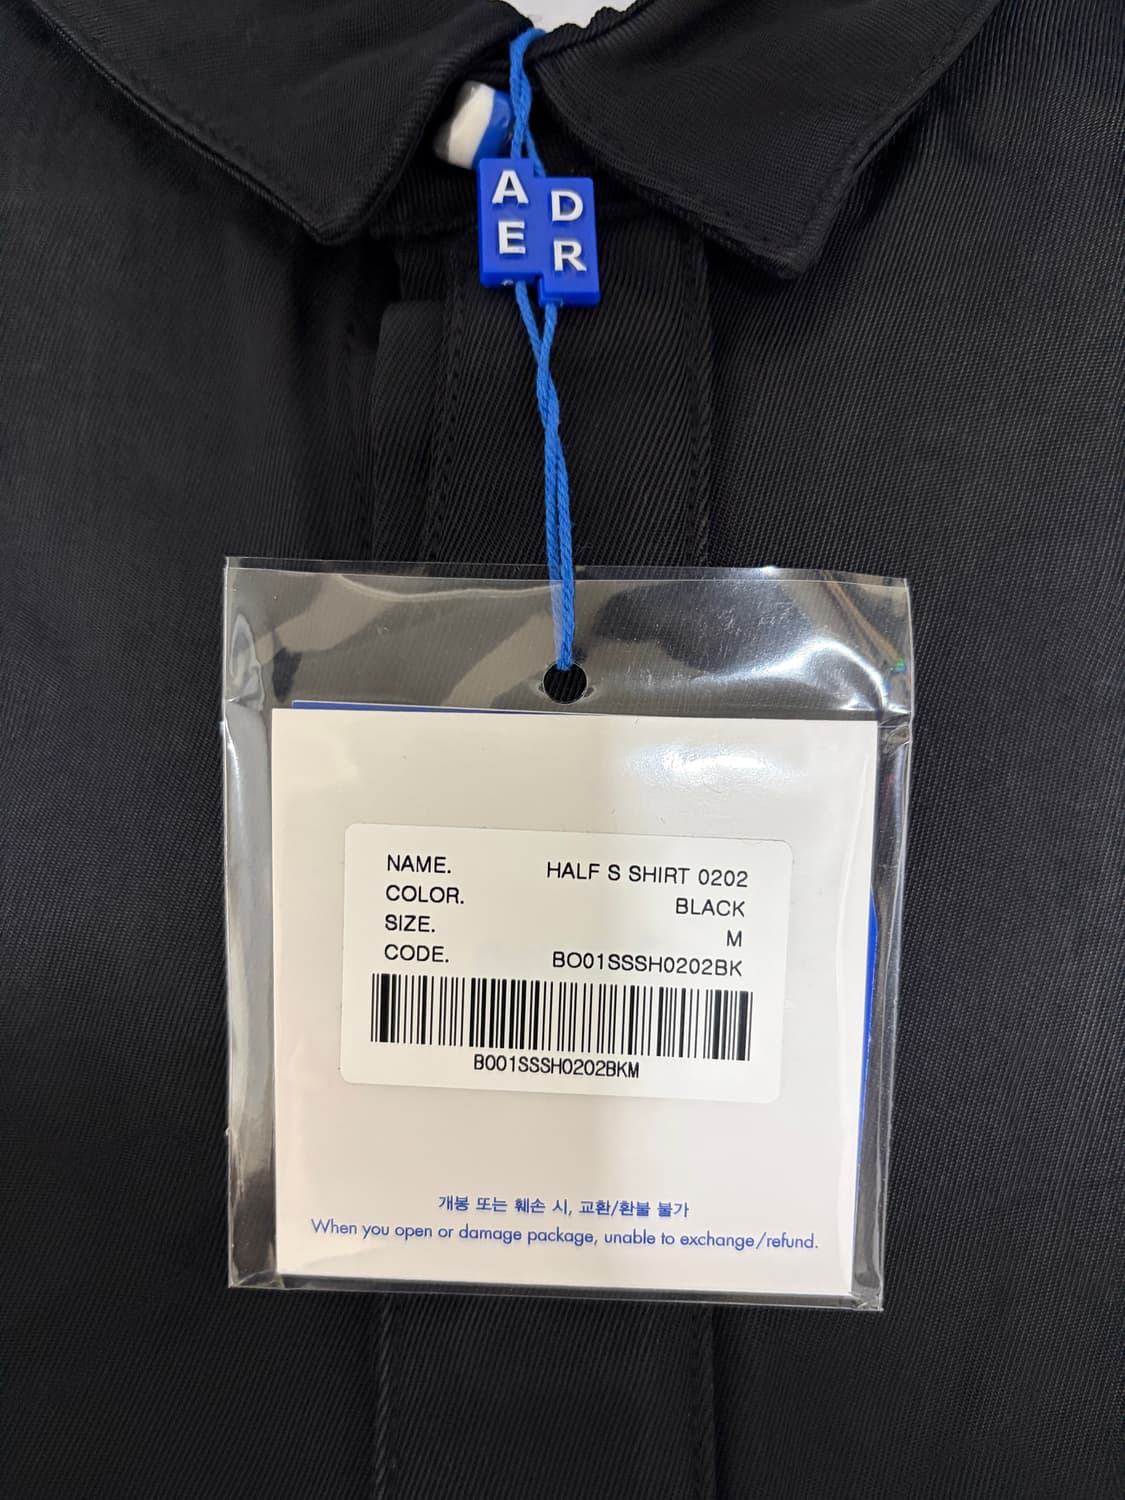 A D
E R
NAME. HALF S SHIRT 0202
COLOR. BLACK
SIZE. M
CODE. BO01SSSH0202BK
BO01SSSH0202BKM
개봉 또는 훼손 시, 교환/환불 불가
When you open or damage package, unable to exchange/refund.